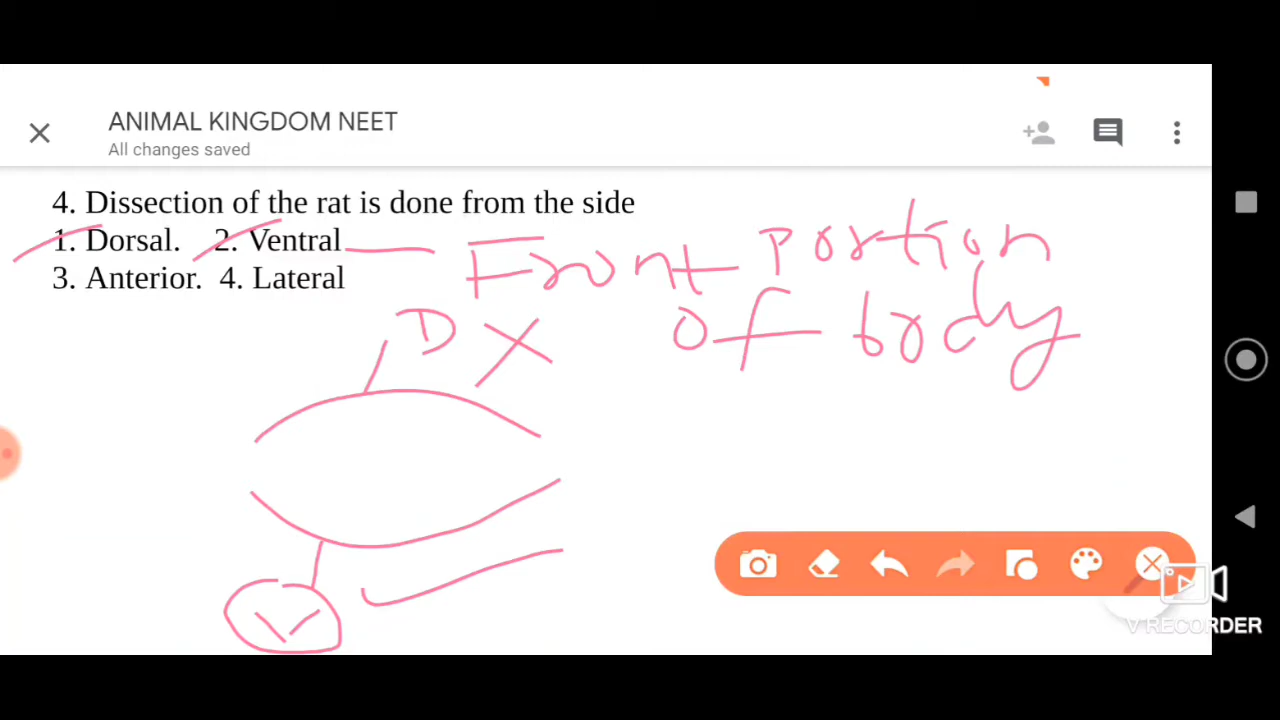 ANIMAL KINGDOM NEET
All changes saved
4. Dissection of the rat is done from the side
1. Dorsal. 2. Ventral
3. Anterior. 4. Lateral
Front Portion
of body
D
V
V RECORDER